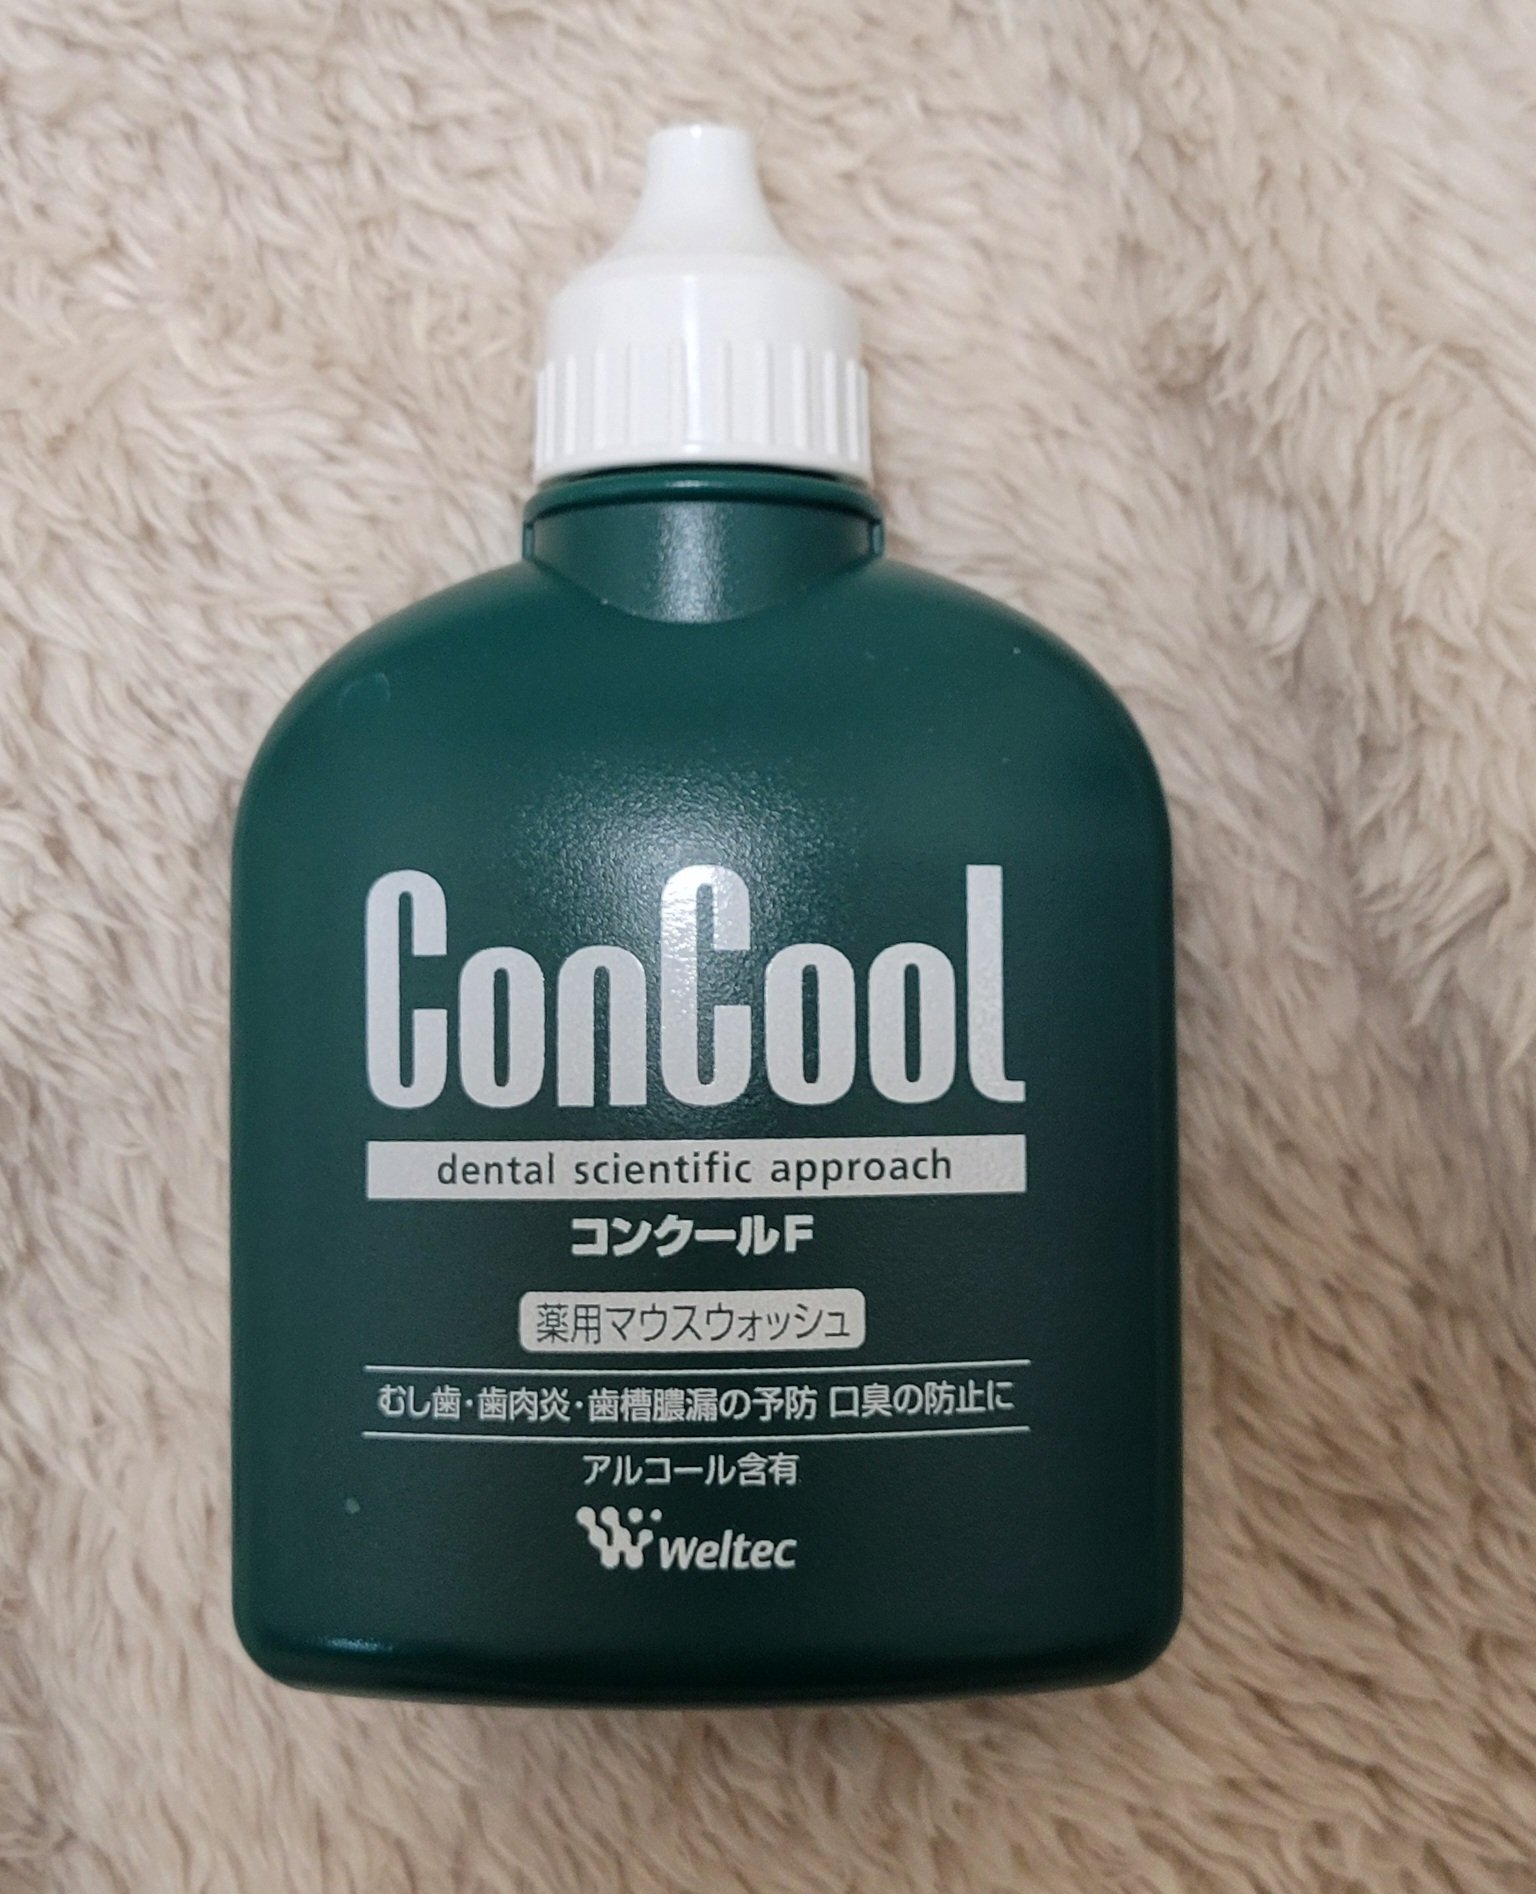 ConCool
dental scientific approach
コンクールF
薬用マウスウォッシュ
むし歯・歯肉炎・歯槽膿漏の予防 口臭の防止に
アルコール含有
weltec